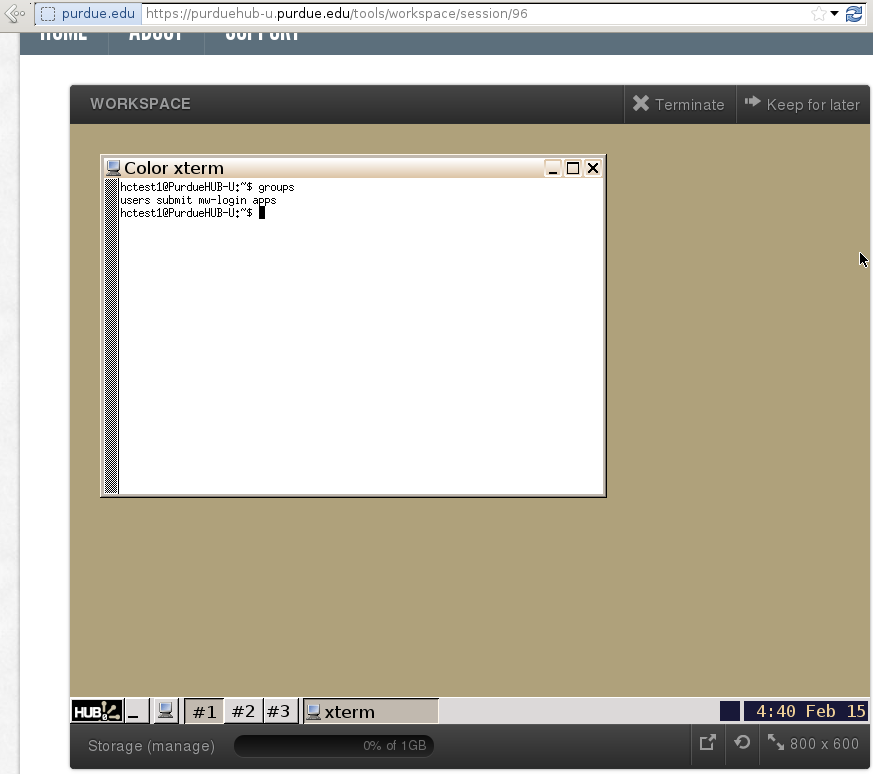 purdue.edu https://purduehub-u.purdue.edu/tools/workspace/session/96
HOME ABOUT SUPPORT
WORKSPACE Terminate Keep for later
Color xterm
hctest1@PurdueHUB-U:~$ groups
users submit mw-login apps
hctest1@PurdueHUB-U:~$
HUB #1 #2 #3 xterm 4:40 Feb 15
Storage (manage) 0% of 1GB 800 x 600